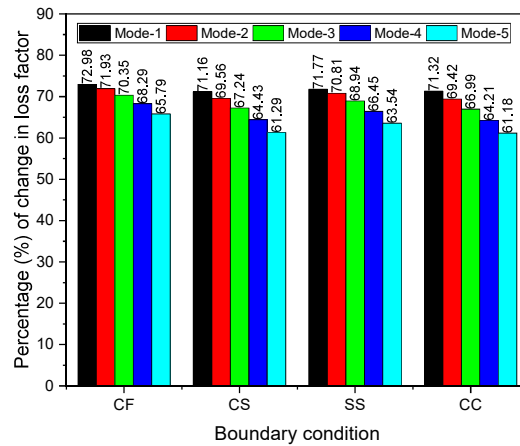 90
80
70
60
50
40
30
20
10
0
Percentage (%) of change in loss factor
Mode-1 Mode-2 Mode-3 Mode-4 Mode-5
72.98 71.93 70.35 68.29 65.79
71.16 69.56 67.24 64.43 61.29
71.77 70.81 68.94 66.45 63.54
71.32 69.42 66.99 64.21 61.18
CF CS SS CC
Boundary condition